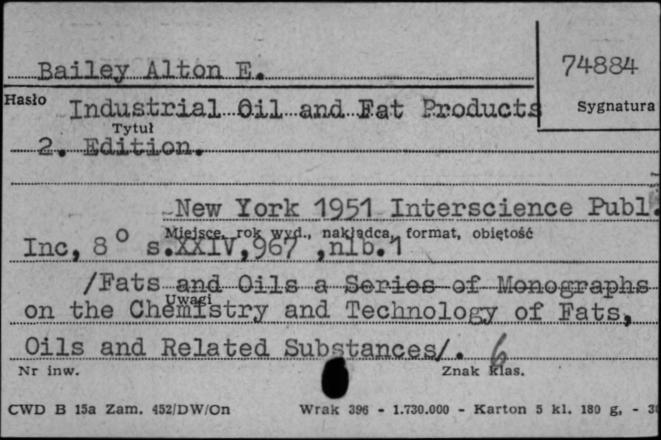 Bailey Alton E.
74884
Hasło
Industrial Oil and Fat Products
Sygnatura
Tytuł
2. Edition.
New York 1951 Interscience Publ.
Miejsce, rok wyd., nakładca, format, objętość
Inc, 8° s.XXIV,967 ,nlb.1
/Fats and Oils a Series of Monographs
Uwagi
on the Chemistry and Technology of Fats,
Oils and Related Substances/. 6
Nr inw.
Znak klas.
CWD B 15a Zam. 452/DW/On Wrak 396 - 1.730.000 - Karton 5 kl. 180 g, -